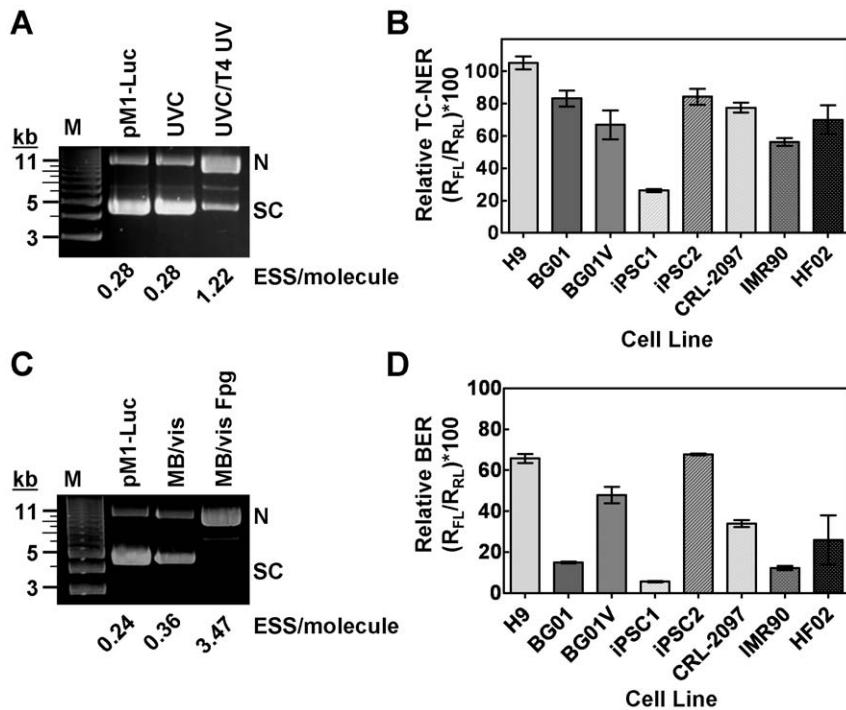 A
pM1-Luc
UVC
UVC/T4 UV
kb
M
11
5
3
N
SC
0.28
0.28
1.22
ESS/molecule
B
Relative TC-NER
(R_FL/R_RL)*100
100
80
60
40
20
0
H9
BG01
BG01V
iPSC1
iPSC2
CRL-2097
IMR90
HF02
Cell Line
C
pM1-Luc
MB/vis
MB/vis Fpg
kb
M
11
5
3
N
SC
0.24
0.36
3.47
ESS/molecule
D
Relative BER
(R_FL/R_RL)*100
100
80
60
40
20
0
H9
BG01
BG01V
iPSC1
iPSC2
CRL-2097
IMR90
HF02
Cell Line